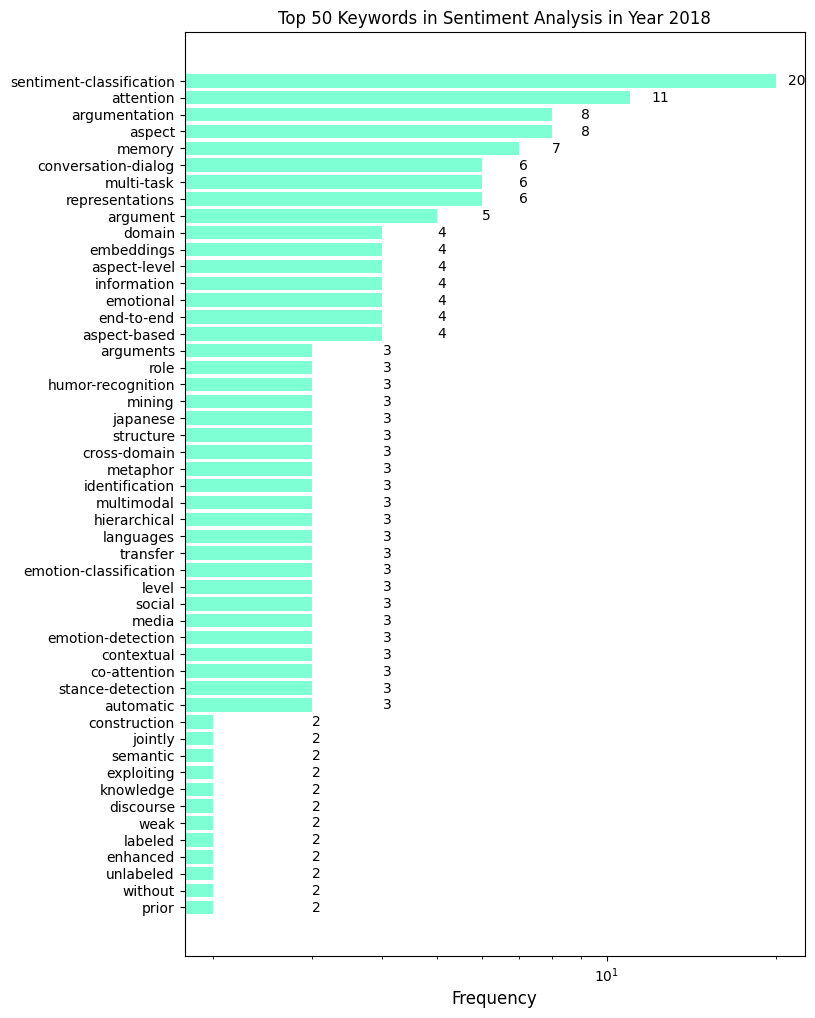 Top 50 Keywords in Sentiment Analysis in Year 2018
sentiment-classification 20
attention 11
argumentation 8
aspect 8
memory 7
conversation-dialog 6
multi-task 6
representations 6
argument 5
domain 4
embeddings 4
aspect-level 4
information 4
emotional 4
end-to-end 4
aspect-based 4
arguments 3
role 3
humor-recognition 3
mining 3
japanese 3
structure 3
cross-domain 3
metaphor 3
identification 3
multimodal 3
hierarchical 3
languages 3
transfer 3
emotion-classification 3
level 3
social 3
media 3
emotion-detection 3
contextual 3
co-attention 3
stance-detection 3
automatic 3
construction 2
jointly 2
semantic 2
exploiting 2
knowledge 2
discourse 2
weak 2
labeled 2
enhanced 2
unlabeled 2
without 2
prior 2
10¹
Frequency